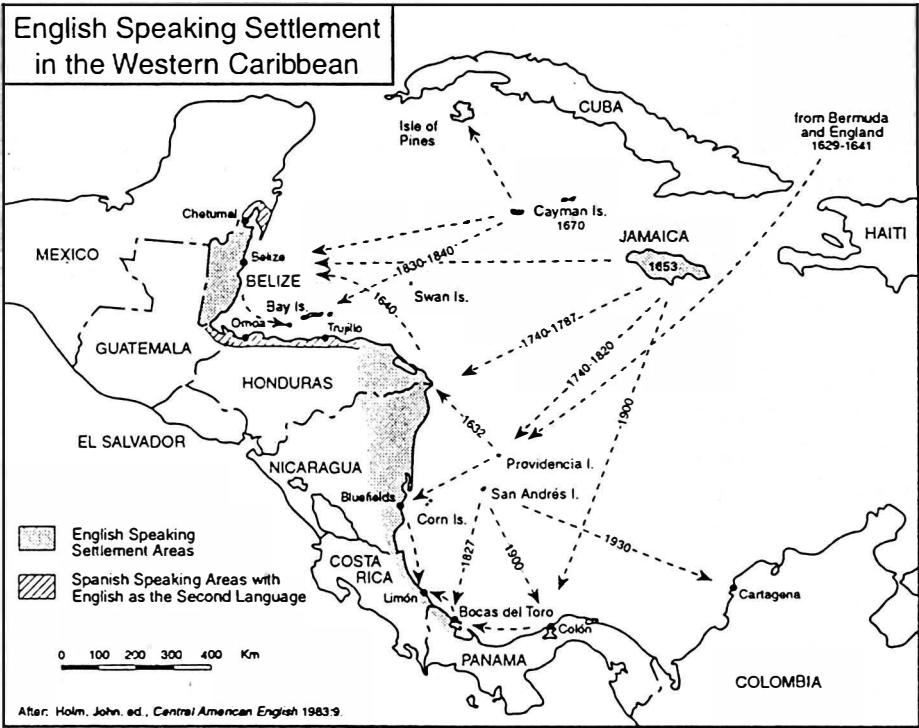 English Speaking Settlement
in the Western Caribbean
CUBA
Isle of
Pines
from Bermuda
and England
1629-1641
Chetumal
Cayman Is.
1670
HAITI
MEXICO
JAMAICA
1653
Belize
BELIZE
1830-1840
Swan Is.
Bay Is.
1640
Omoa
Trujillo
GUATEMALA
1740-1787
HONDURAS
1740-1820
1900
EL SALVADOR
1632
NICARAGUA
Providencia I.
San Andrés I.
Bluefields
Corn Is.
English Speaking
Settlement Areas
1827
1900
1930
COSTA
RICA
Spanish Speaking Areas with
English as the Second Language
Limón
Bocas del Toro
Cartagena
Colón
0 100 200 300 400 Km
PANAMA
COLOMBIA
After: Holm, John. ed., Central American English 1983:9.